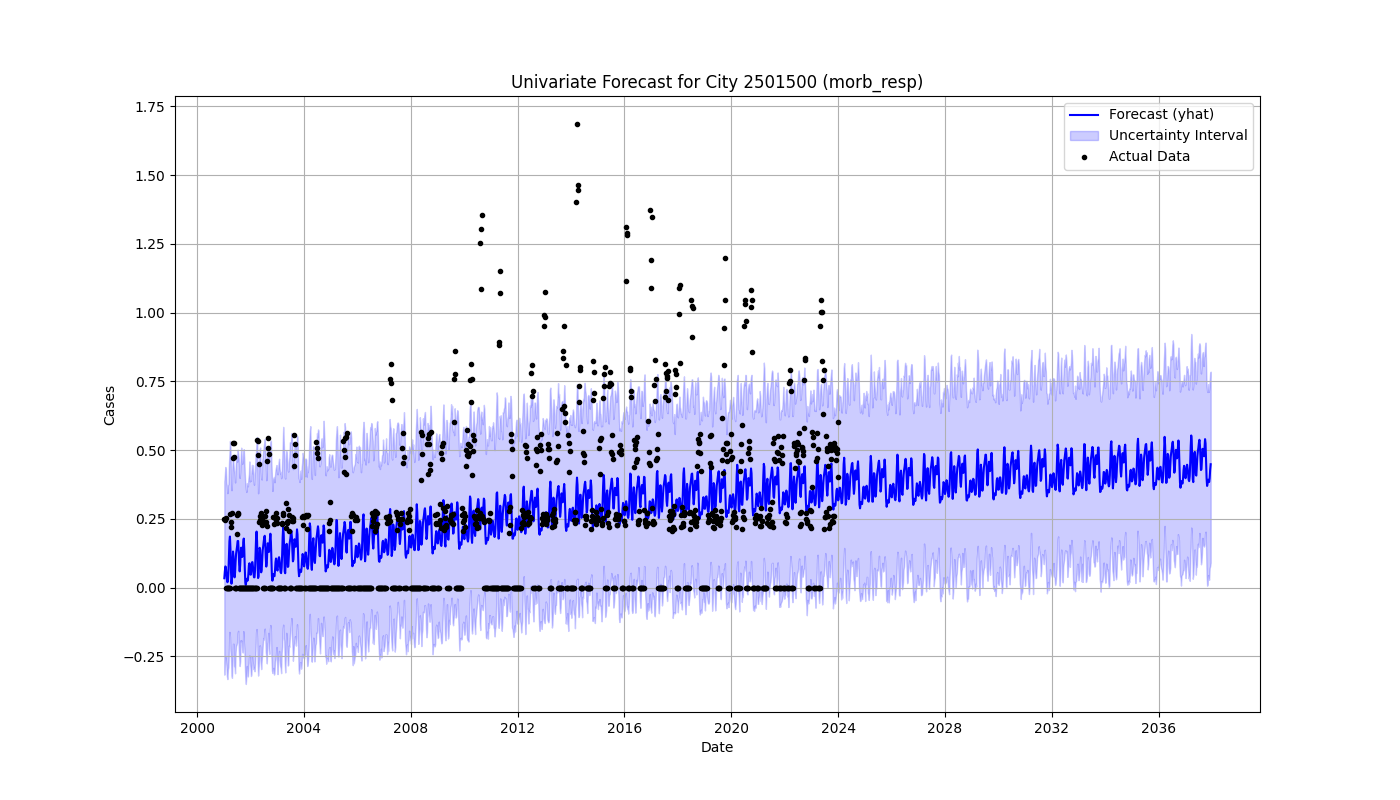 Univariate Forecast for City 2501500 (morb_resp)
Forecast (yhat)
Uncertainty Interval
Actual Data
Cases
1.75
1.50
1.25
1.00
0.75
0.50
0.25
0.00
−0.25
2000 2004 2008 2012 2016 2020 2024 2028 2032 2036
Date